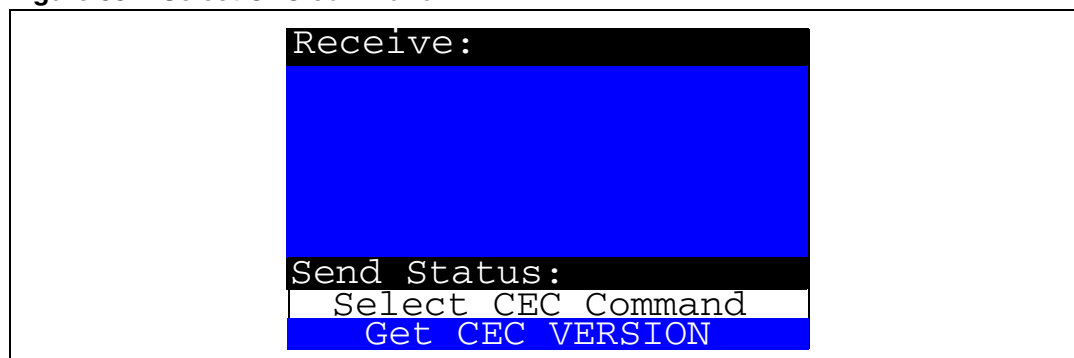 Receive:
Send Status:
Select CEC Command
Get CEC VERSION